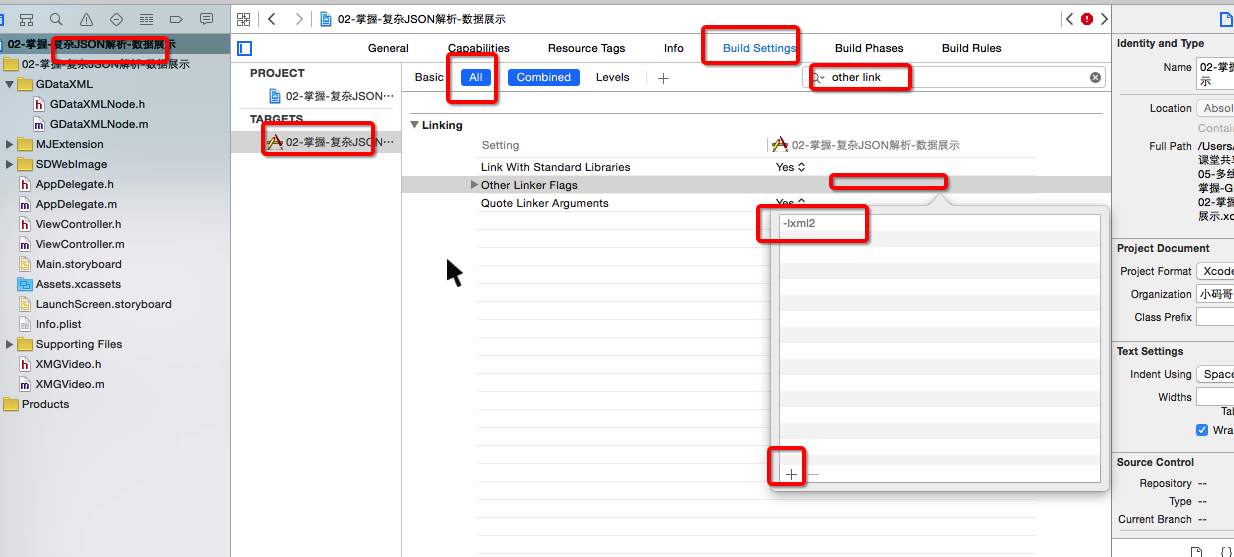 02-掌握-复杂JSON解析-数据展示
02-掌握-复杂JSON解析-数据展示
GDataXML
GDataXMLNode.h
GDataXMLNode.m
MJExtension
SDWebImage
AppDelegate.h
AppDelegate.m
ViewController.h
ViewController.m
Main.storyboard
Assets.xcassets
LaunchScreen.storyboard
Info.plist
Supporting Files
XMGVideo.h
XMGVideo.m
Products
02-掌握-复杂JSON解析-数据展示
General Capabilities Resource Tags Info Build Settings Build Phases Build Rules
Basic All Combined Levels other link
PROJECT
02-掌握-复杂JSON…
TARGETS
02-掌握-复杂JSON…
Linking
Setting 02-掌握-复杂JSON解析-数据展示
Link With Standard Libraries Yes
Other Linker Flags
Quote Linker Arguments Yes
-lxml2
Identity and Type
Name 02-掌
示
Location Absol
Contain
Full Path /Users/
课堂共享
05-多线
掌握-G
02-掌握
展示.xc
Project Document
Project Format Xcode
Organization 小码哥
Class Prefix
Text Settings
Indent Using Space
Widths
Tab
Wra
Source Control
Repository --
Type --
Current Branch --